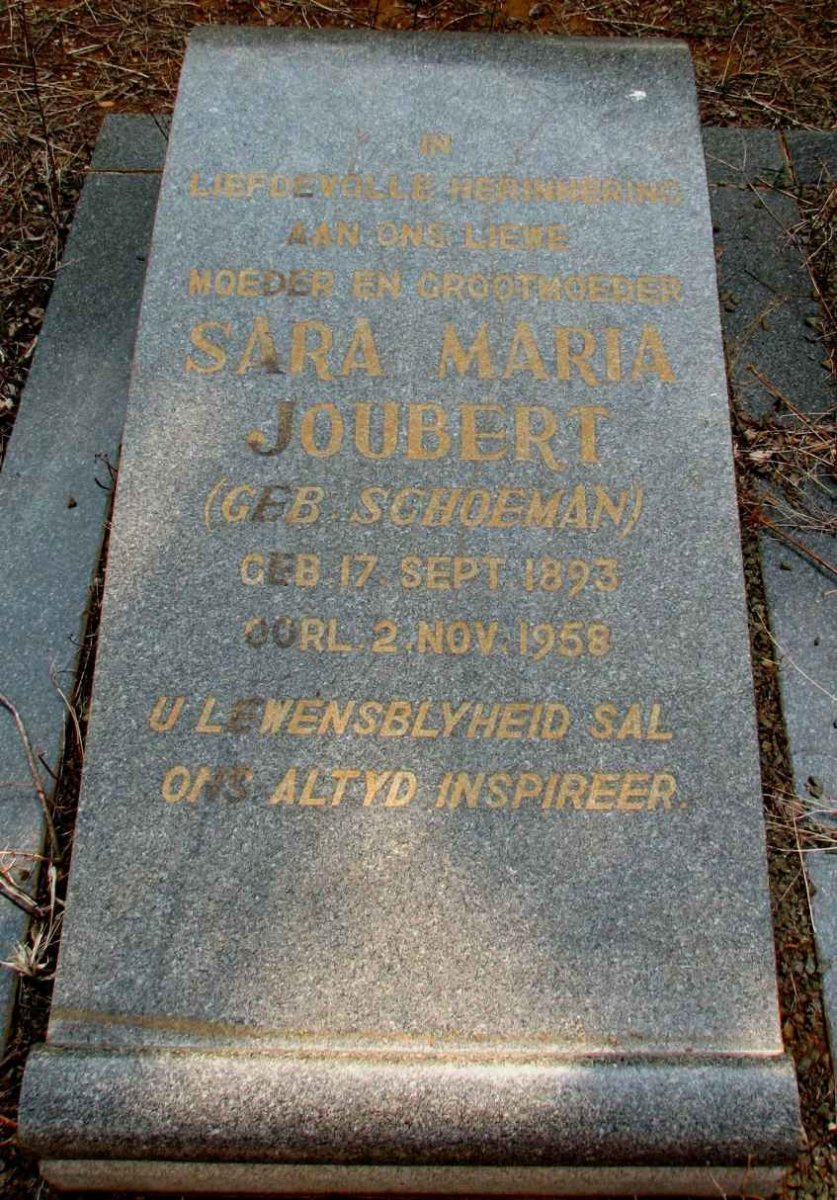 IN
LIEFDEVOLLE HERINNERING
AAN ONS LIEWE
MOEDER EN GROOTMOEDER
SARA MARIA
JOUBERT
(GEB. SCHOEMAN)
GEB. 17. SEPT. 1893
OORL. 2. NOV. 1958
U LEWENSBLYHEID SAL
ONS ALTYD INSPIREER.